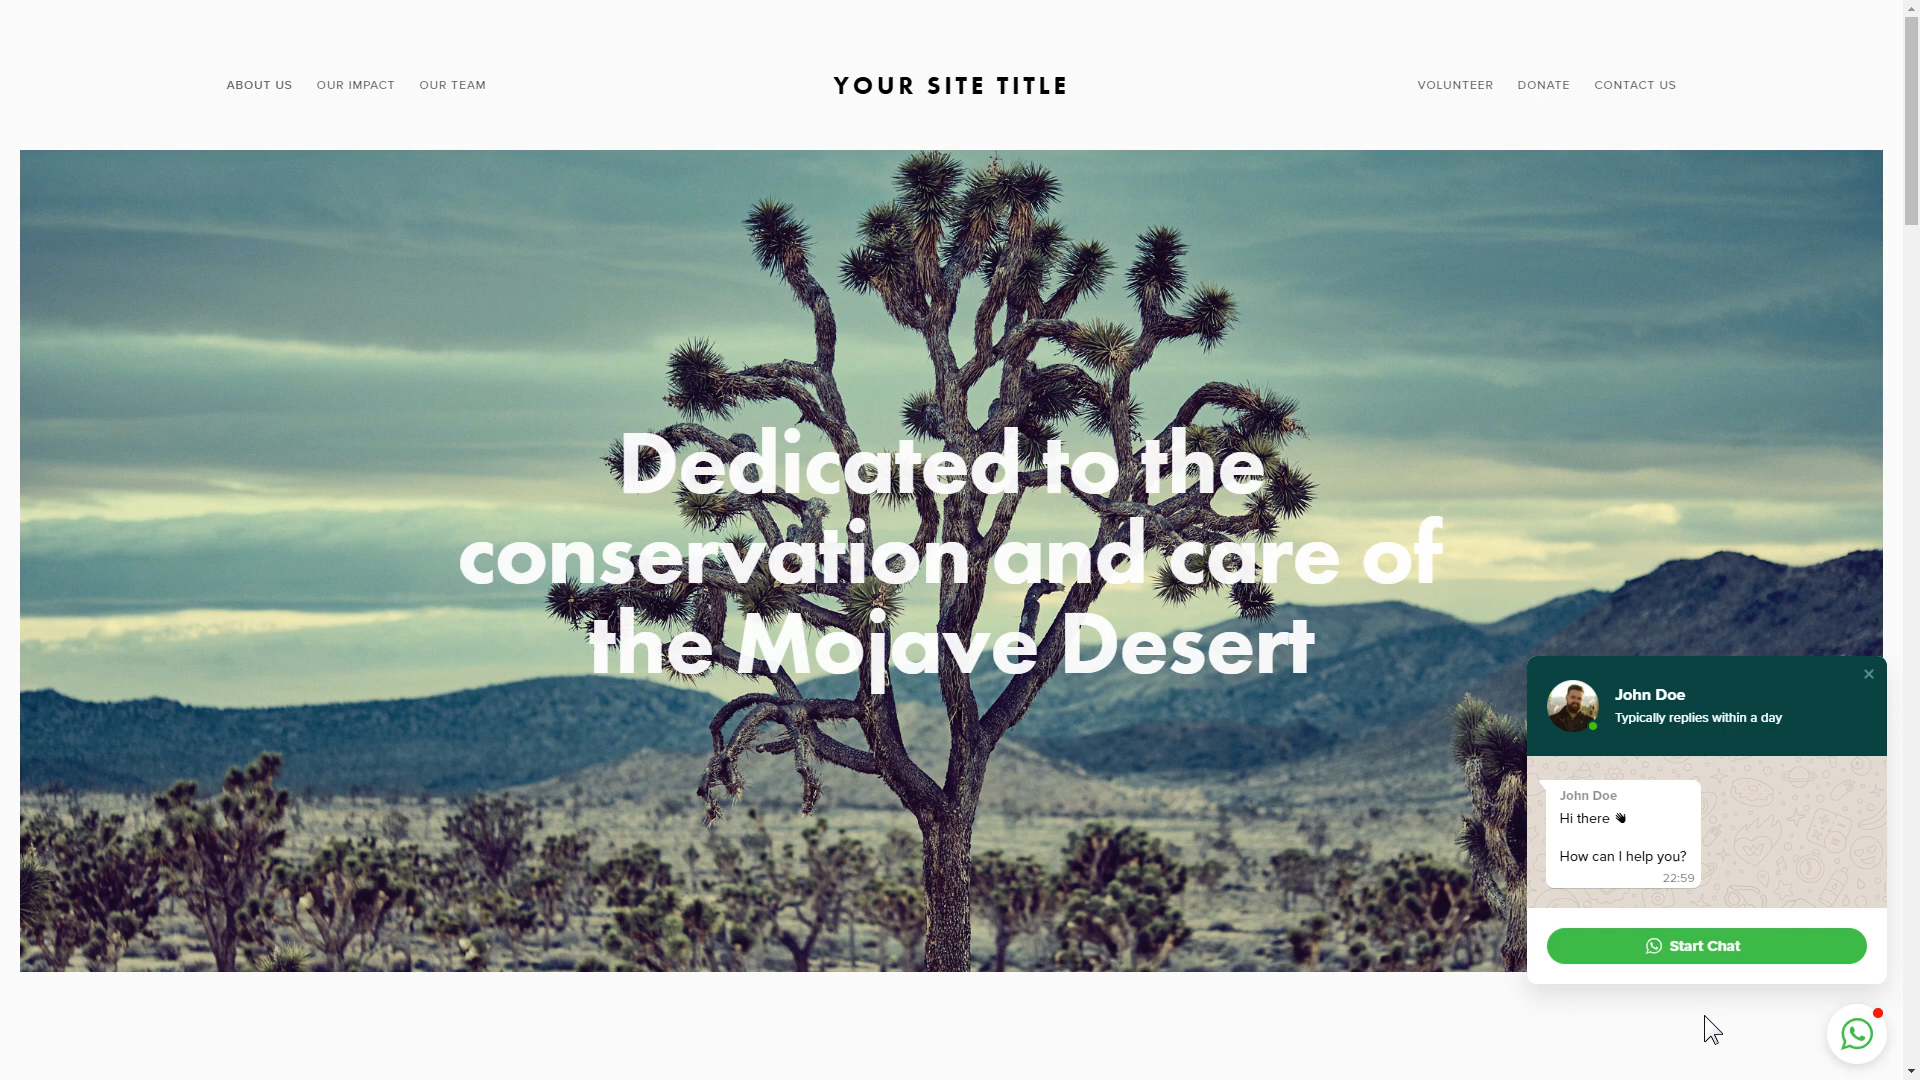 ABOUT US OUR IMPACT OUR TEAM
YOUR SITE TITLE
VOLUNTEER DONATE CONTACT US
Dedicated to the
conservation and care of
the Mojave Desert
John Doe
Typically replies within a day
John Doe
Hi there 👋
How can I help you?
22:59
Start Chat